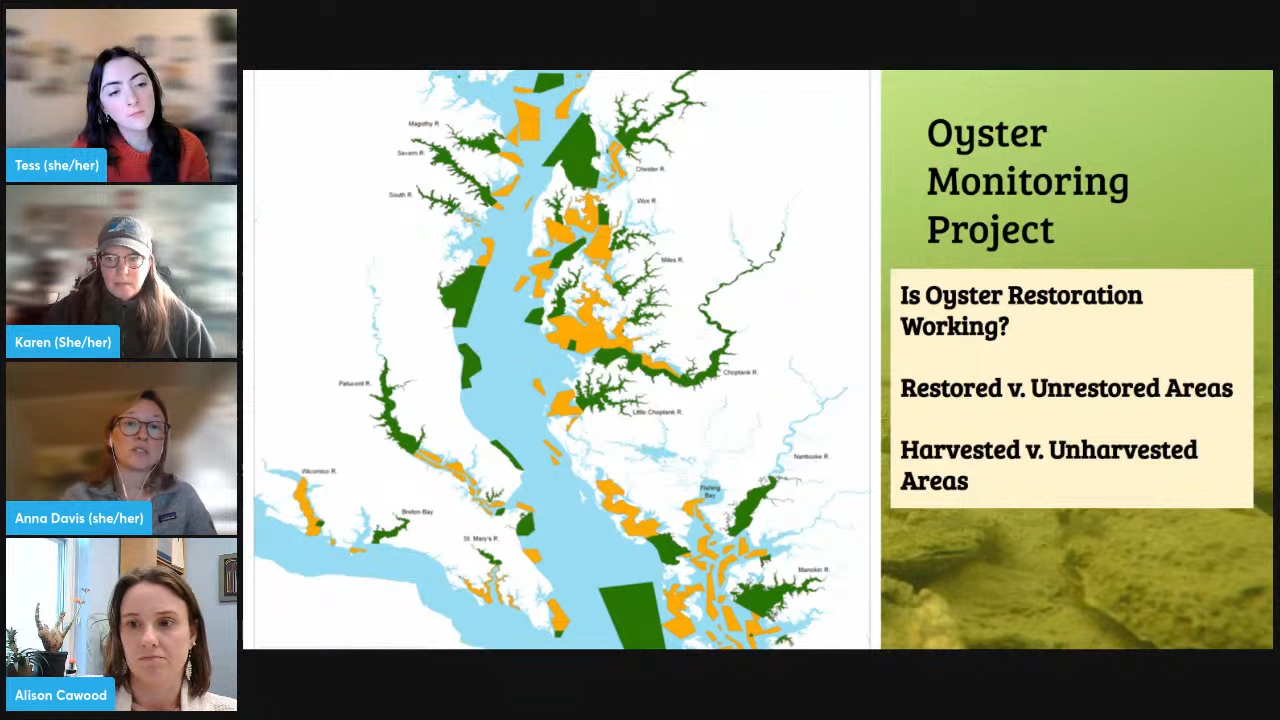 Tess (she/her)
Karen (She/her)
Anna Davis (she/her)
Alison Cawood
Magothy R.
Severn R.
South R.
Chester R.
Wye R.
Miles R.
Choptank R.
Little Choptank R.
Patuxent R.
Nanticoke R.
Wicomico R.
Fishing
Bay
Breton Bay
St. Mary's R.
Manokin R.
Oyster
Monitoring
Project
Is Oyster Restoration
Working?
Restored v. Unrestored Areas
Harvested v. Unharvested
Areas